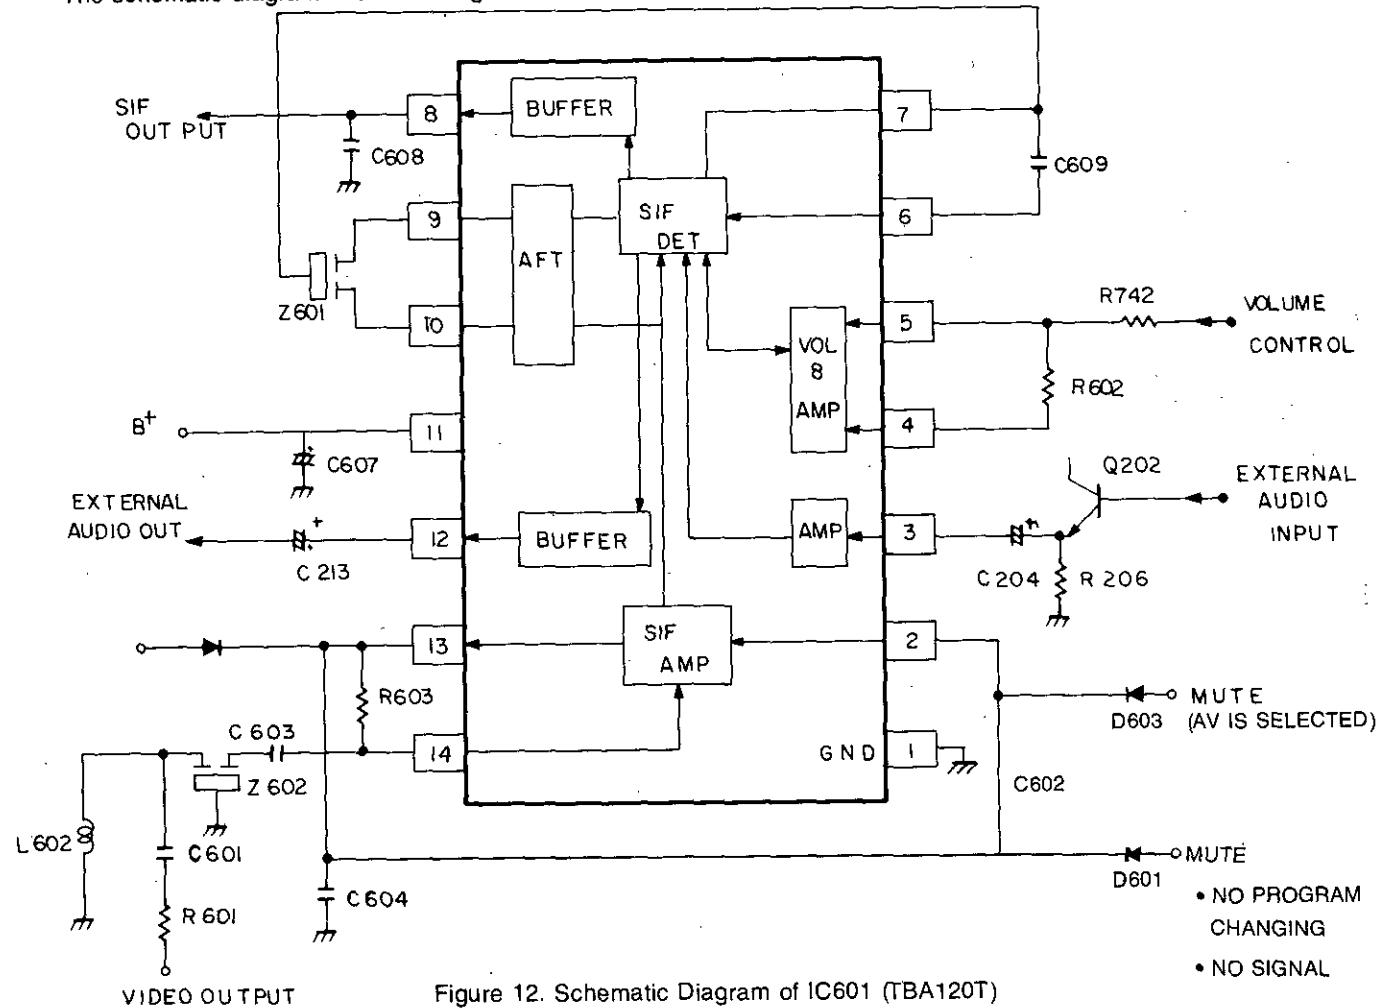 SIF
OUT PUT
8
BUFFER
7
C608
C609
9
SIF
DET
6
AFT
Z601
10
VOL
8
AMP
5
R742
VOLUME
CONTROL
R602
4
B+
11
C607
Q202
EXTERNAL
AUDIO
INPUT
EXTERNAL
AUDIO OUT
+
C 213
12
BUFFER
AMP
3
C204
R 206
13
SIF
AMP
2
R603
MUTE
(AV IS SELECTED)
D603
C603
14
GND
1
Z 602
C602
L602
C601
R601
C604
MUTE
D601
• NO PROGRAM
CHANGING
• NO SIGNAL
VIDEO OUTPUT
Figure 12. Schematic Diagram of IC601 (TBA120T)